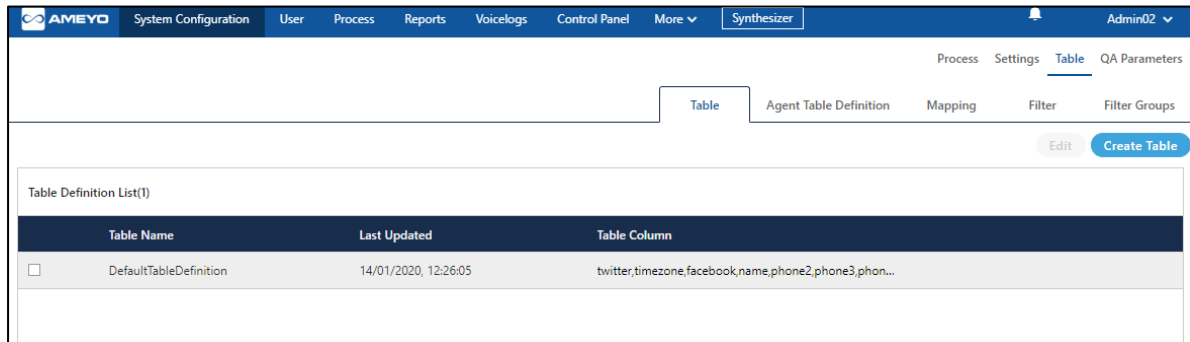 AMEYO System Configuration User Process Reports Voicelogs Control Panel More Synthesizer Admin02
Process Settings Table QA Parameters
Table Agent Table Definition Mapping Filter Filter Groups
Edit Create Table
Table Definition List(1)
Table Name Last Updated Table Column
DefaultTableDefinition 14/01/2020, 12:26:05 twitter,timezone,facebook,name,phone2,phone3,phon...